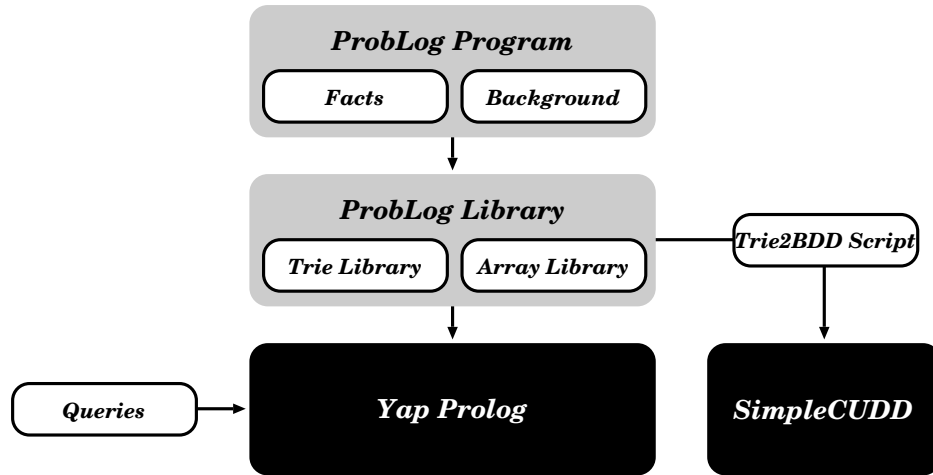 ProbLog Program
Facts
Background
ProbLog Library
Trie Library
Array Library
Trie2BDD Script
Queries
Yap Prolog
SimpleCUDD